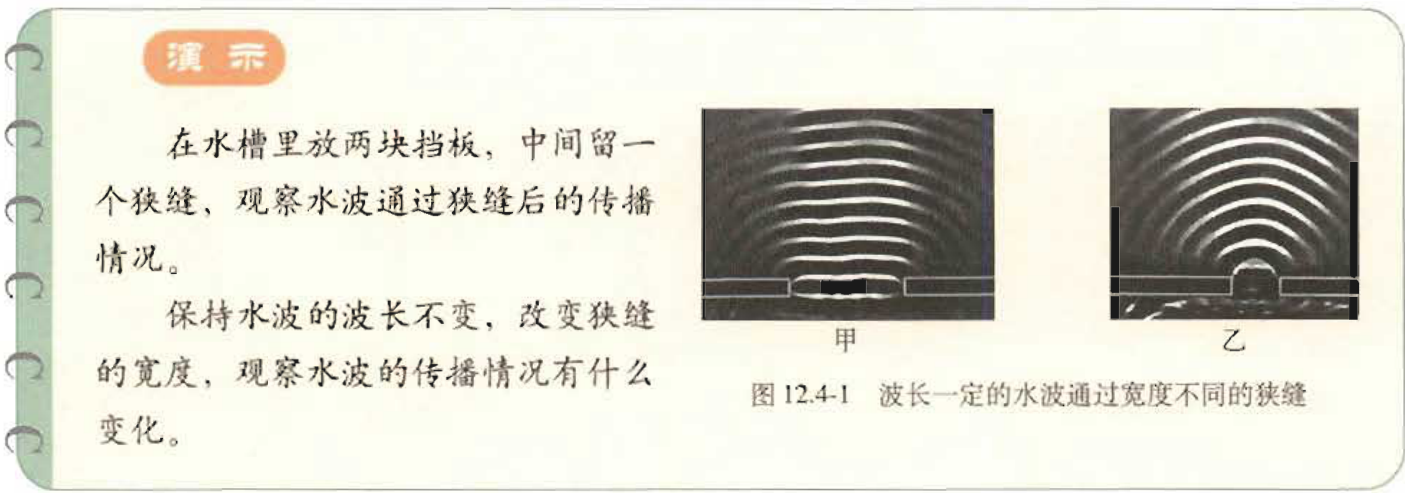 演示
在水槽里放两块挡板，中间留一
个狭缝、观察水波通过狭缝后的传播
情况。
保持水波的波长不变，改变狭缝
的宽度，观察水波的传播情况有什么
变化。
甲
乙
图 12.4-1 波长一定的水波通过宽度不同的狭缝